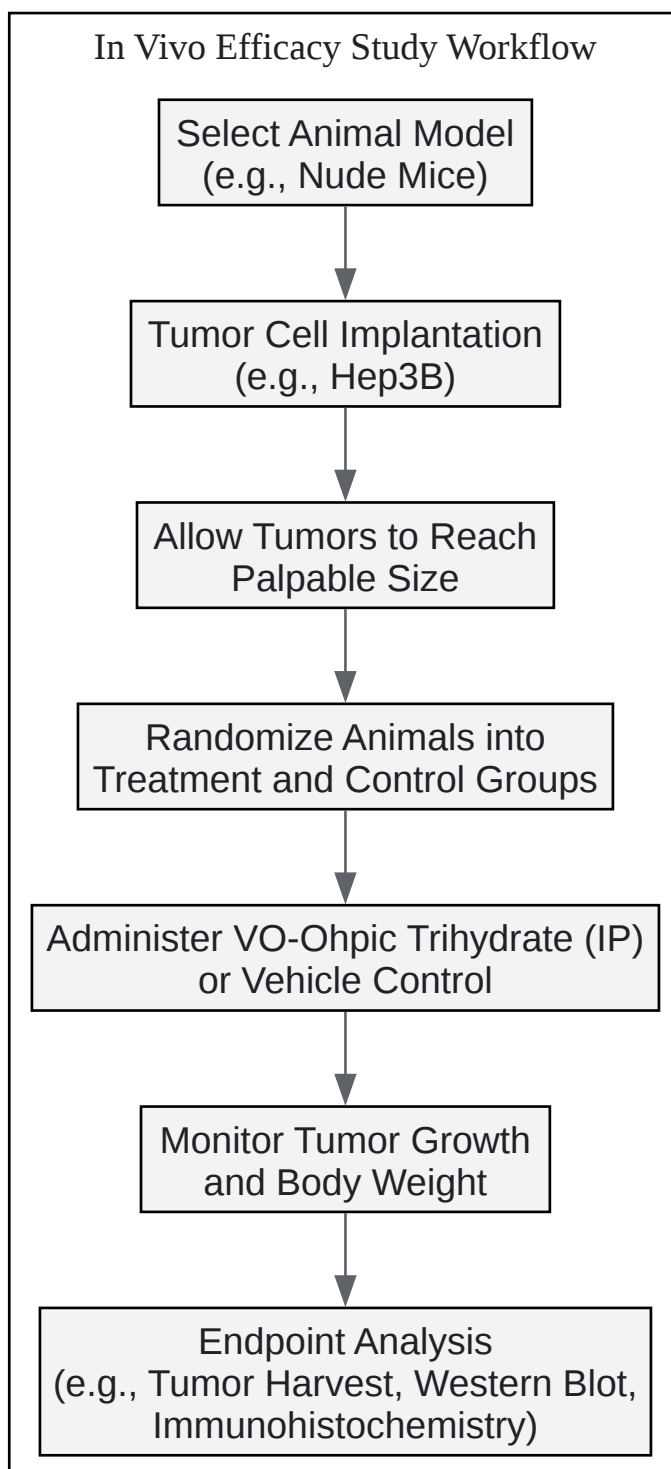 In Vivo Efficacy Study Workflow
Select Animal Model
(e.g., Nude Mice)
Tumor Cell Implantation
(e.g., Hep3B)
Allow Tumors to Reach
Palpable Size
Randomize Animals into
Treatment and Control Groups
Administer VO-Ohpic Trihydrate (IP)
or Vehicle Control
Monitor Tumor Growth
and Body Weight
Endpoint Analysis
(e.g., Tumor Harvest, Western Blot,
Immunohistochemistry)